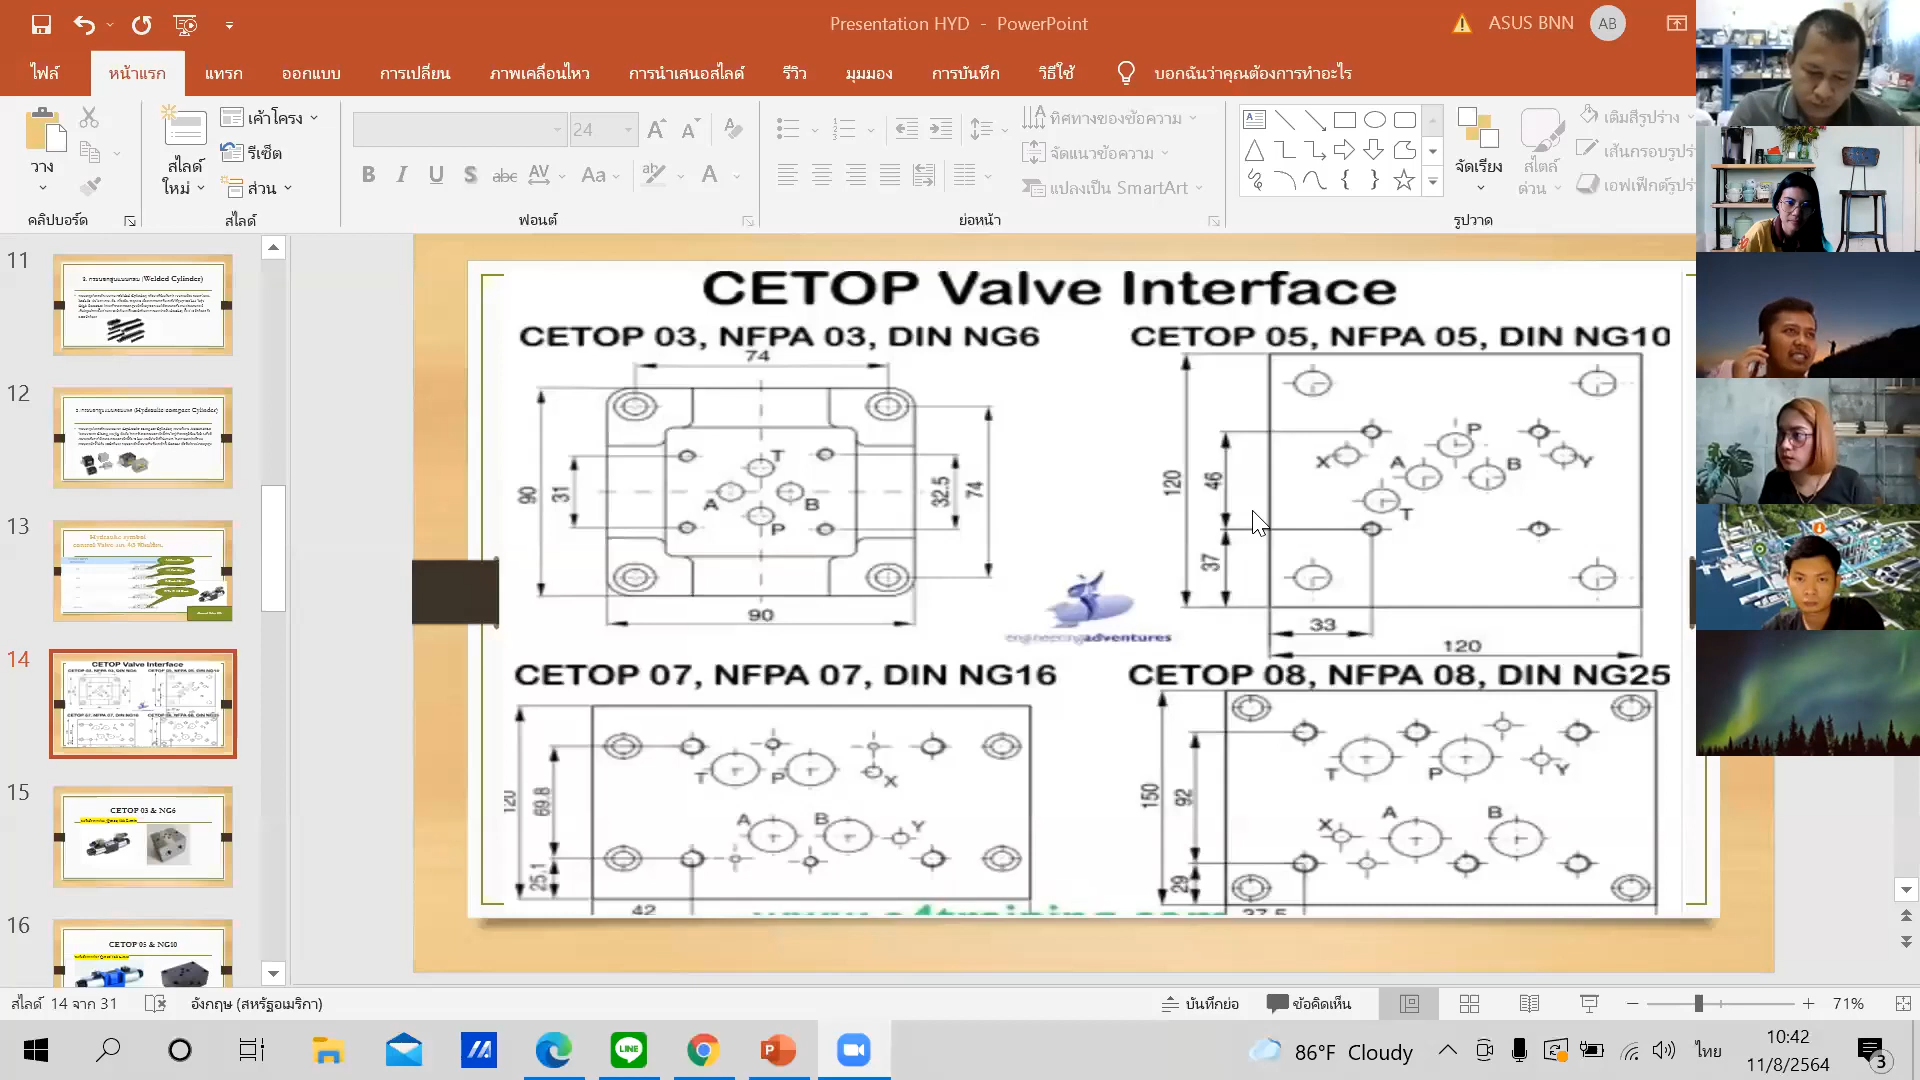 Presentation HYD - PowerPoint
ASUS BNN
AB
ไฟล์
หน้าแรก
แทรก
ออกแบบ
การเปลี่ยน
ภาพเคลื่อนไหว
การนำเสนอสไลด์
รีวิว
มุมมอง
การบันทึก
วิธีใช้
บอกฉันว่าคุณต้องการทำอะไร
วาง
สไลด์
ใหม่
เค้าโครง
รีเซ็ต
ส่วน
24
B I U S abc AV Aa A
ทิศทางของข้อความ
จัดแนวข้อความ
แปลงเป็น SmartArt
จัดเรียง
สไตล์
ด่วน
เติมสีรูปร่าง
เส้นกรอบรูปร่
เอฟเฟ็กต์รูปร่
คลิปบอร์ด
สไลด์
ฟอนต์
ย่อหน้า
รูปวาด
11
(Welded Cylinder)
12
(Hydraulic compact Cylinder)
13
Hydraulic symbol
14
CETOP Valve Interface
15
CETOP 03 & NG6
16
CETOP 05 & NG10
CETOP Valve Interface
CETOP 03, NFPA 03, DIN NG6
74
90
31
T
A
B
P
32.5
74
90
CETOP 05, NFPA 05, DIN NG10
120
46
37
P
X
A
B
Y
T
33
120
engineeringadventures
CETOP 07, NFPA 07, DIN NG16
120
69.8
25.1
T
P
X
A
B
Y
42
CETOP 08, NFPA 08, DIN NG25
150
92
29
T
P
Y
X
A
B
37.5
สไลด์ 14 จาก 31
อังกฤษ (สหรัฐอเมริกา)
บันทึกย่อ
ข้อคิดเห็น
71%
LINE
86°F Cloudy
ไทย
10:42
11/8/2564
3